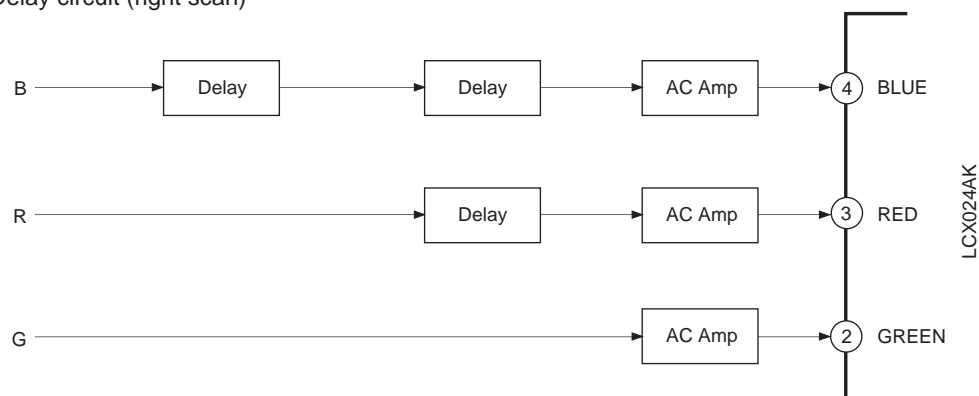 Delay circuit (right scan)
B Delay Delay AC Amp 4 BLUE
R Delay AC Amp 3 RED
G AC Amp 2 GREEN
LCX024AK